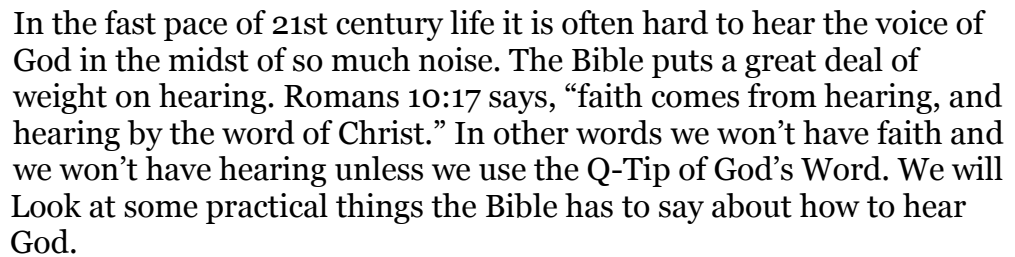 In the fast pace of 21st century life it is often hard to hear the voice of
God in the midst of so much noise. The Bible puts a great deal of
weight on hearing. Romans 10:17 says, “faith comes from hearing, and
hearing by the word of Christ.” In other words we won’t have faith and
we won’t have hearing unless we use the Q-Tip of God’s Word. We will
Look at some practical things the Bible has to say about how to hear
God.